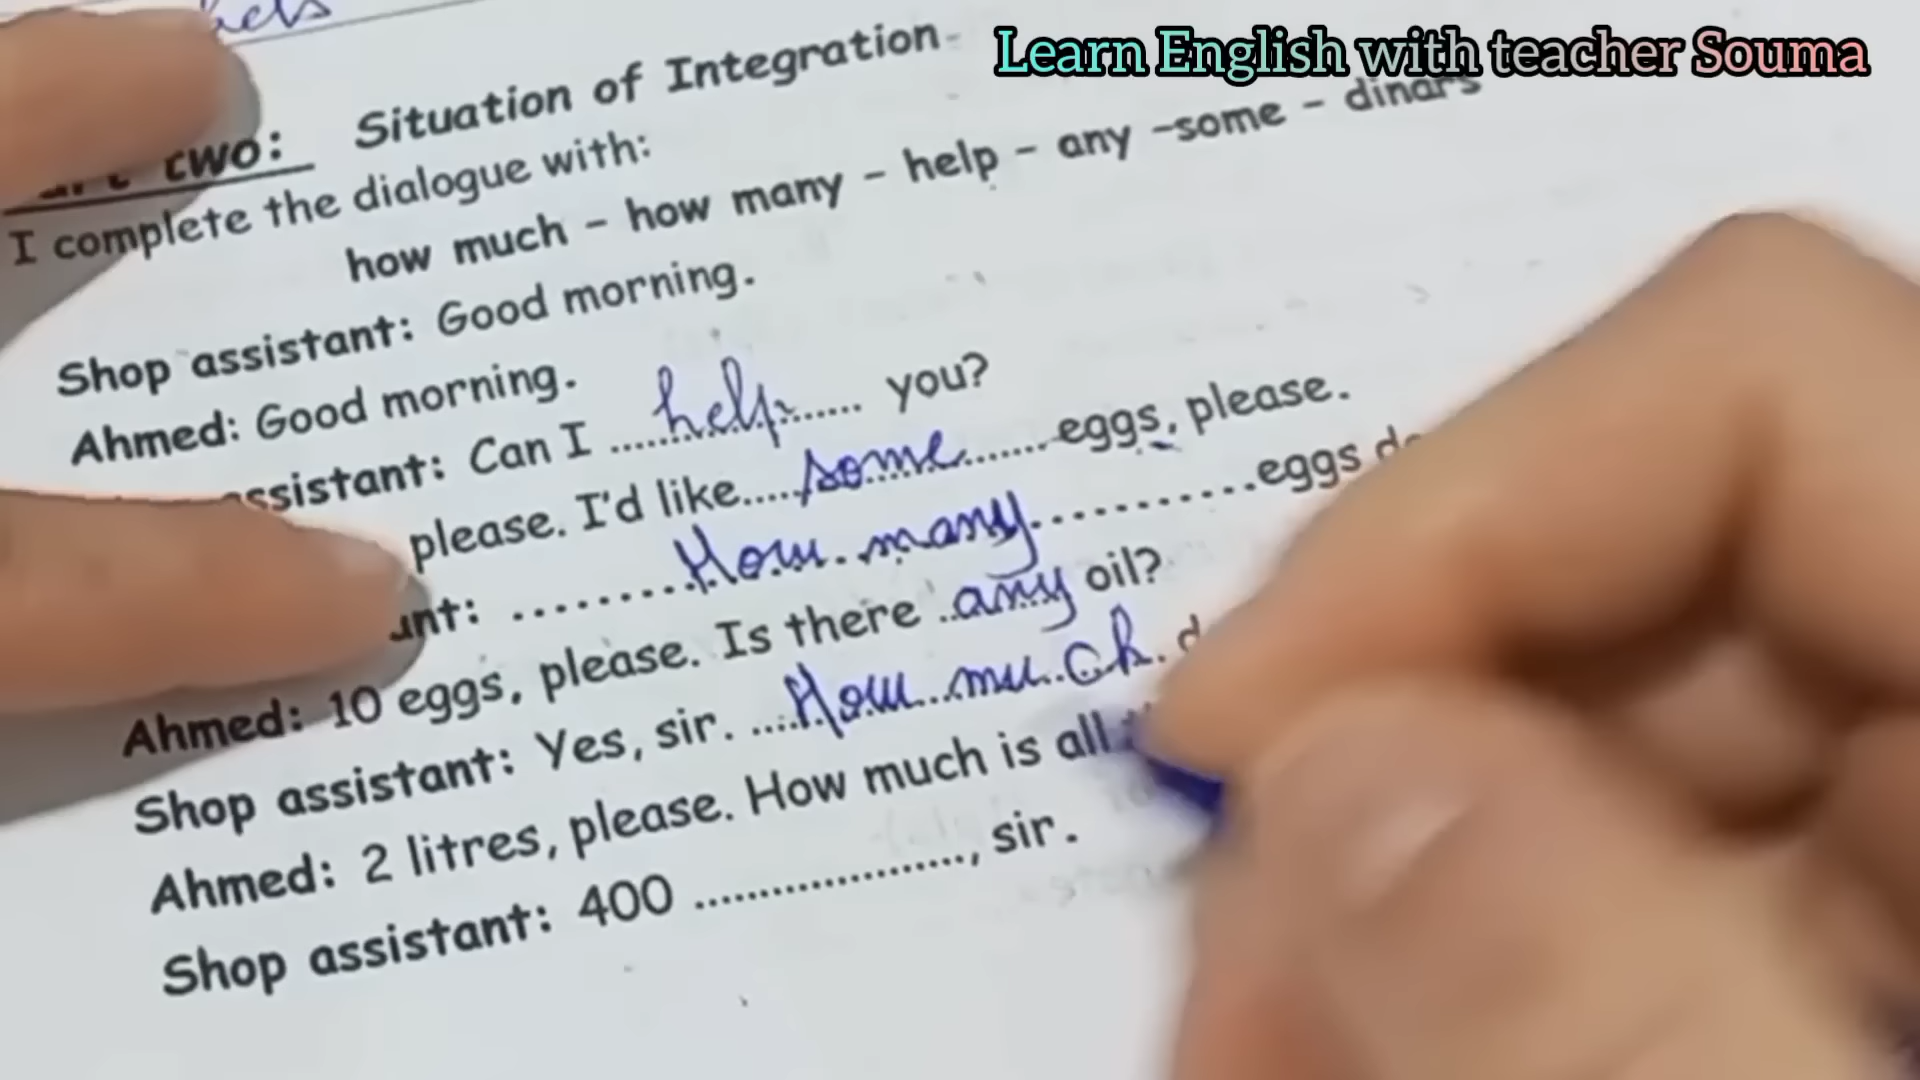 Learn English with teacher Souma
two: Situation of Integration
I complete the dialogue with:
how much - how many - help - any -some - dinars
Shop assistant: Good morning.
Ahmed: Good morning.
assistant: Can I ......help...... you?
please. I'd like.....some......eggs, please.
.........How many...........eggs
Ahmed: 10 eggs, please. Is there ..any oil?
Shop assistant: Yes, sir. ....How much.
Ahmed: 2 litres, please. How much is all
Shop assistant: 400 ....................., sir.